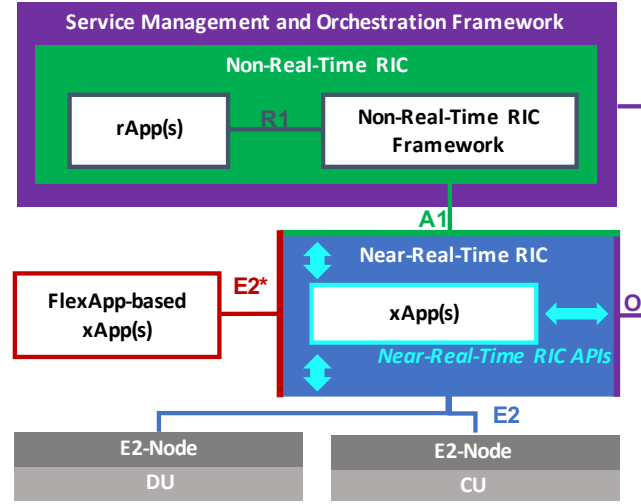 Service Management and Orchestration Framework
Non-Real-Time RIC
rApp(s)
R1
Non-Real-Time RIC
Framework
A1
Near-Real-Time RIC
FlexApp-based
xApp(s)
E2*
xApp(s)
O
Near-Real-Time RIC APIs
E2
E2-Node
DU
E2-Node
CU